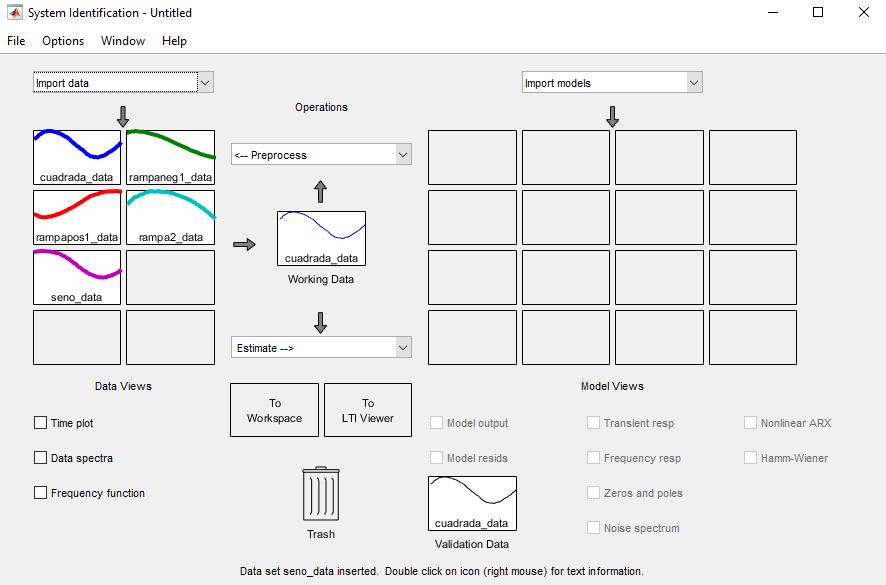 System Identification - Untitled
File Options Window Help
Import data
Import models
Operations
cuadrada_data
rampaneg1_data
<-- Preprocess
rampapos1_data
rampa2_data
cuadrada_data
Working Data
seno_data
Estimate -->
Data Views
Model Views
To
Workspace
To
LTI Viewer
Time plot
Data spectra
Frequency function
Model output
Model resids
Transient resp
Frequency resp
Zeros and poles
Noise spectrum
Nonlinear ARX
Hamm-Wiener
Trash
cuadrada_data
Validation Data
Data set seno_data inserted. Double click on icon (right mouse) for text information.